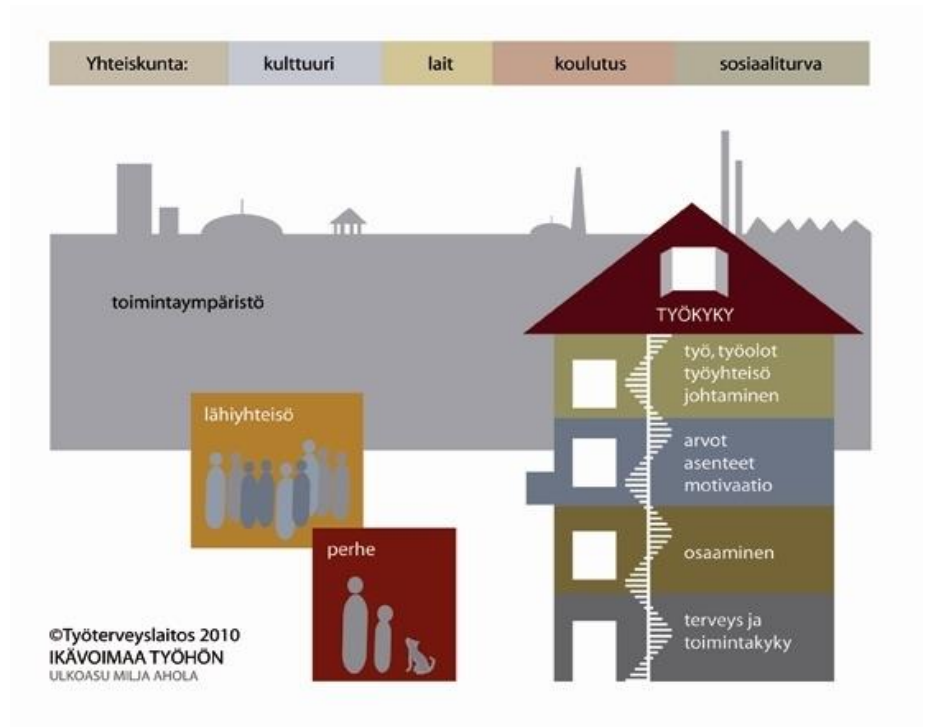 Yhteiskunta: kulttuuri lait koulutus sosiaaliturva
toimintaympäristö
TYÖKYKY
työ, työolot
työyhteisö
johtaminen
lähiyhteisö
arvot
asenteet
motivaatio
perhe
osaaminen
terveys ja
toimintakyky
©Työterveyslaitos 2010
IKÄVOIMAA TYÖHÖN
ULKOASU MILJA AHOLA